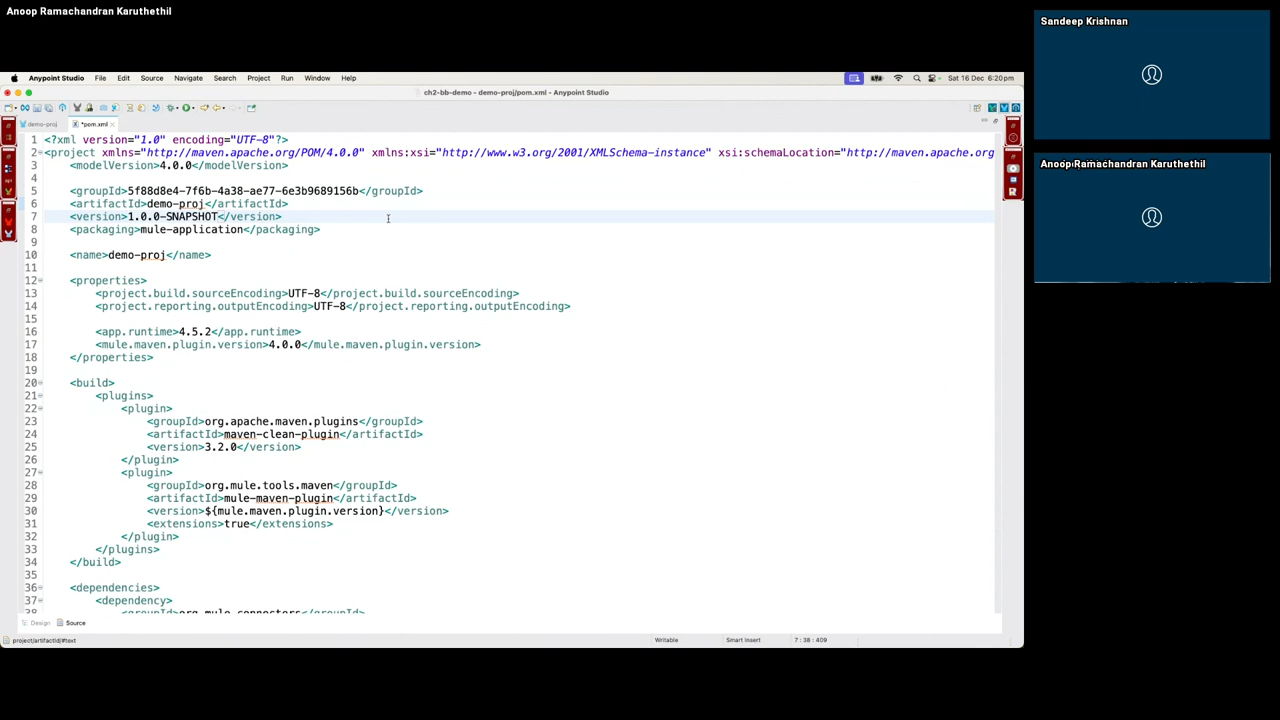 Anoop Ramachandran Karuthethil
Sandeep Krishnan
Anoop Ramachandran Karuthethil
Anypoint Studio File Edit Source Navigate Search Project Run Window Help
Sat 16 Dec 6:20pm
ch2-bb-demo - demo-proj/pom.xml - Anypoint Studio
demo-proj
*pom.xml
1 <?xml version="1.0" encoding="UTF-8"?>
2 <project xmlns="http://maven.apache.org/POM/4.0.0" xmlns:xsi="http://www.w3.org/2001/XMLSchema-instance" xsi:schemaLocation="http://maven.apache.org
3 <modelVersion>4.0.0</modelVersion>
4
5 <groupId>5f88d8e4-7f6b-4a38-ae77-6e3b9689156b</groupId>
6 <artifactId>demo-proj</artifactId>
7 <version>1.0.0-SNAPSHOT</version>
8 <packaging>mule-application</packaging>
9
10 <name>demo-proj</name>
11
12 <properties>
13 <project.build.sourceEncoding>UTF-8</project.build.sourceEncoding>
14 <project.reporting.outputEncoding>UTF-8</project.reporting.outputEncoding>
15
16 <app.runtime>4.5.2</app.runtime>
17 <mule.maven.plugin.version>4.0.0</mule.maven.plugin.version>
18 </properties>
19
20 <build>
21 <plugins>
22 <plugin>
23 <groupId>org.apache.maven.plugins</groupId>
24 <artifactId>maven-clean-plugin</artifactId>
25 <version>3.2.0</version>
26 </plugin>
27 <plugin>
28 <groupId>org.mule.tools.maven</groupId>
29 <artifactId>mule-maven-plugin</artifactId>
30 <version>${mule.maven.plugin.version}</version>
31 <extensions>true</extensions>
32 </plugin>
33 </plugins>
34 </build>
35
36 <dependencies>
37 <dependency>
38 <groupId>org.mule.connectors</groupId>
Design Source
project/artifactId/#text
Writable
Smart Insert
7 : 38 : 409